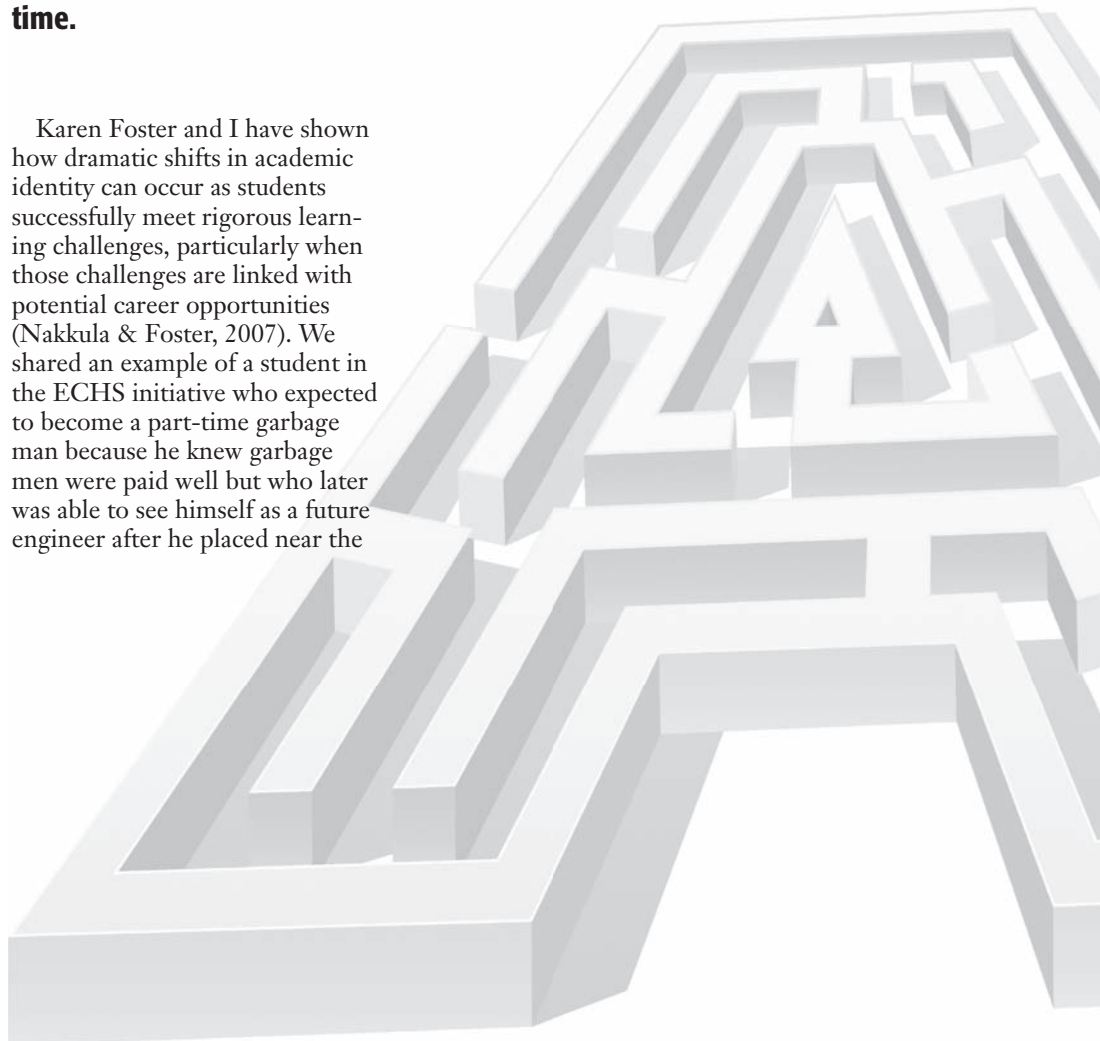 time.
Karen Foster and I have shown
how dramatic shifts in academic
identity can occur as students
successfully meet rigorous learn-
ing challenges, particularly when
those challenges are linked with
potential career opportunities
(Nakkula & Foster, 2007). We
shared an example of a student in
the ECHS initiative who expected
to become a part-time garbage
man because he knew garbage
men were paid well but who later
was able to see himself as a future
engineer after he placed near the